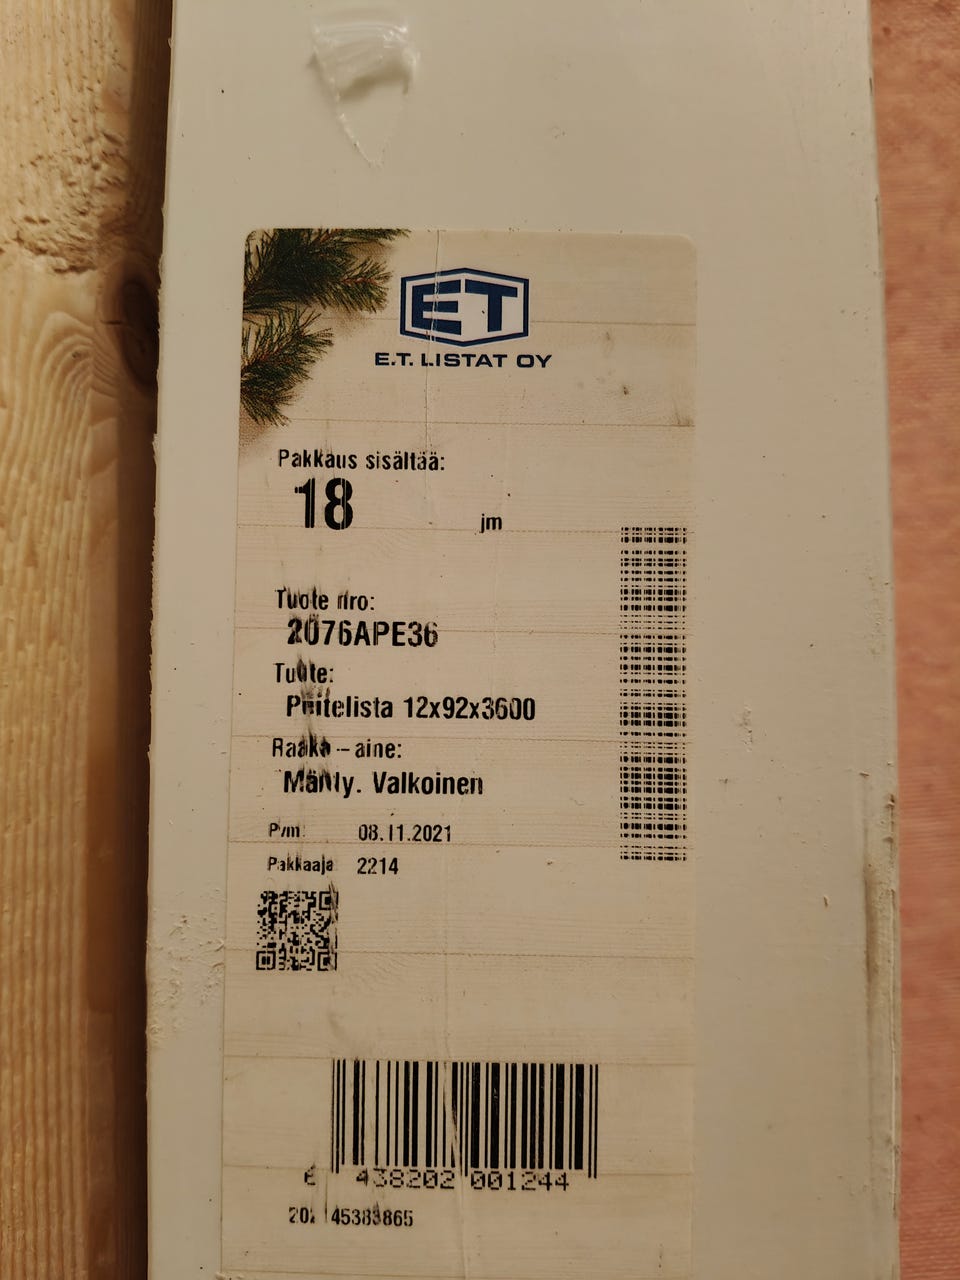 ET
E.T. LISTAT OY
Pakkaus sisältää:
18 jm
Tuote nro:
2076APE36
Tuote:
Peitelista 12x92x3600
Raaka-aine:
Mänty. Valkoinen
Pvm: 08.11.2021
Pakkaaja 2214
6 438202 001244